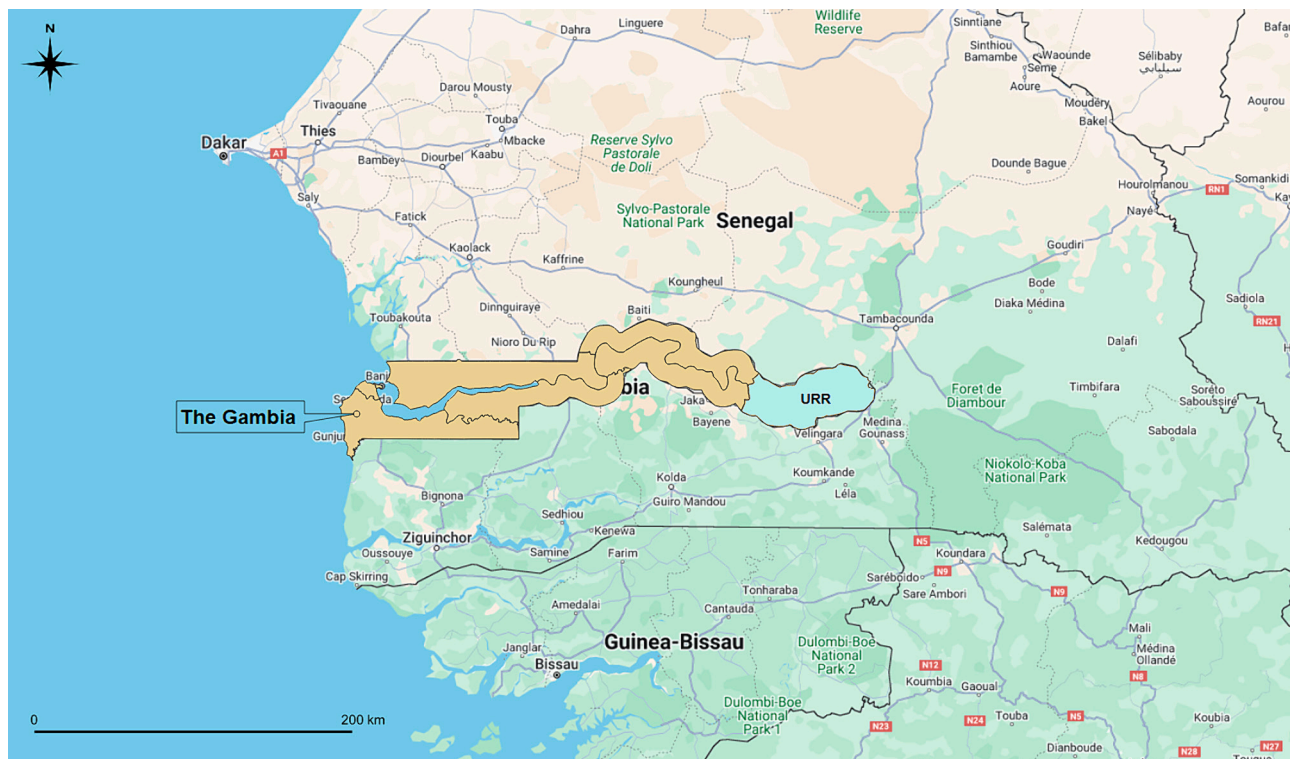 N
Wildlife
Reserve
Linguere
Dahra
Sinntiane
Sinthiou
Bamambe
Waounde
Seme
Aoure
Sélibaby
سيليبابي
Darou Mousty
Tivaouane
Touba
Mbacke
Kaabu
Moudéry
Bakel
Aourou
Dakar
Thies
A1
Bambey
Diourbel
Reserve Sylvo
Pastorale
de Doli
Dounde Bague
Hourolmanou
RN1
Somankidi
Nayé
Saly
Fatick
Sylvo-Pastorale
National Park
Senegal
Kaolack
Kaffrine
Goudiri
Koungheul
Bode
Diaka Médina
Sadiola
Dinnguiraye
Baiti
Toubakouta
Tambacounda
RN21
Nioro Du Rip
Dalafi
Foret de
Diambour
Timbifara
Soréto
Saboussiré
URR
The Gambia
Jaka
Bayene
Velingara
Medina
Gounass
Sabodala
Niokolo-Koba
National Park
Kolda
Koumkande
Léla
Guiro Mandou
Bignona
Sedhiou
Kenewa
Salémata
Kedougou
Ziguinchor
Oussouye
Samine
Farim
N5
Koundara
Cap Skirring
Saréboido
N9
Sare Ambori
N9
Tonharaba
Amedalai
Cantauda
Mali
Médina
Ollandé
Guinea-Bissau
Janglar
Bissau
Dulombi-Boe
National
Park 2
N12
Koumbia
Gaoual
N8
Dulombi-Boe
National
Park 1
N23
N24
Touba
N5
Koubia
Dianboude
N28
N27
0
200 km